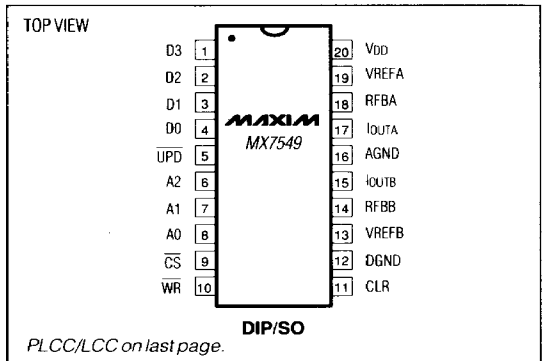 TOP VIEW
D3 1 20 VDD
D2 2 19 VREFA
D1 3 18 RFBA
D0 4 MAXIM 17 IOUTA
UPD 5 MX7549 16 AGND
A2 6 15 IOUTB
A1 7 14 RFBB
A0 8 13 VREFB
CS 9 12 DGND
WR 10 11 CLR
DIP/SO
PLCC/LCC on last page.